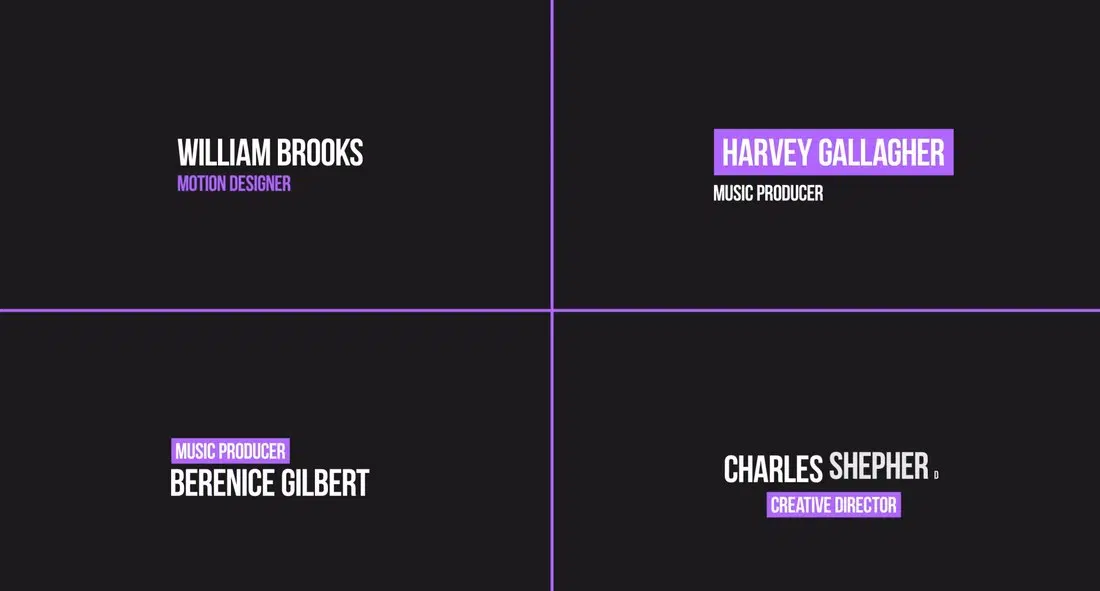 WILLIAM BROOKS
MOTION DESIGNER
HARVEY GALLAGHER
MUSIC PRODUCER
MUSIC PRODUCER
BERENICE GILBERT
CHARLES SHEPHER D
CREATIVE DIRECTOR